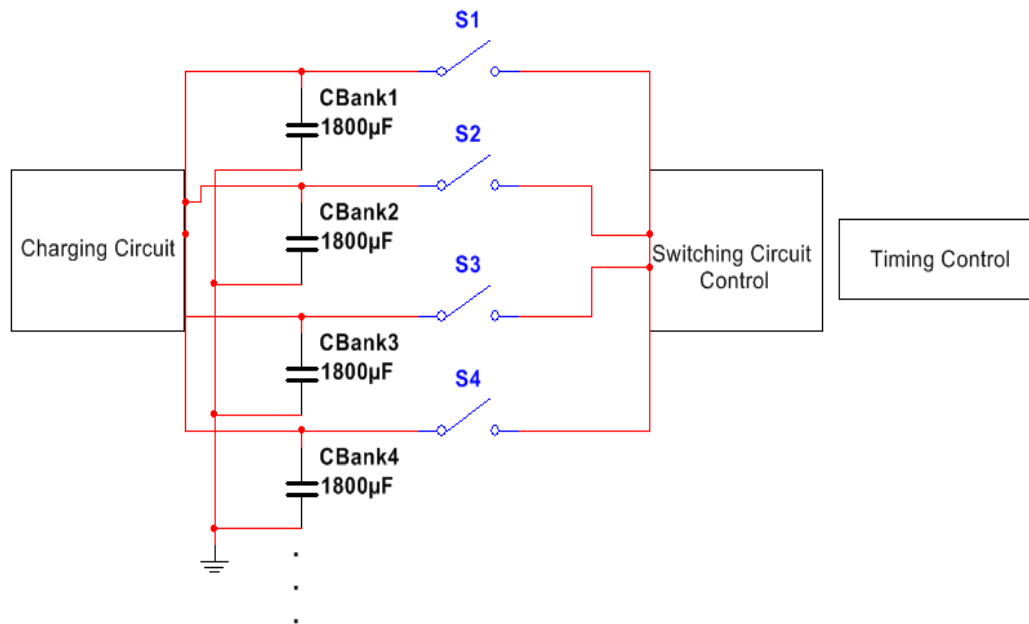 S1
CBank1
1800µF
S2
CBank2
1800µF
Charging Circuit
Switching Circuit
Control
Timing Control
S3
CBank3
1800µF
S4
CBank4
1800µF